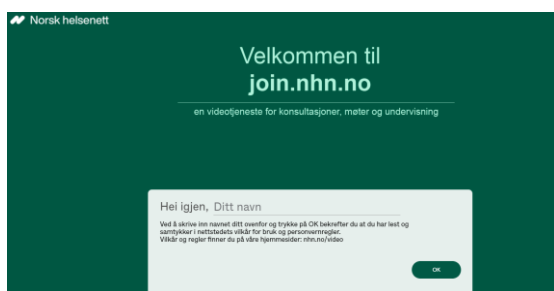 Norsk helsenett
Velkommen til
join.nhn.no
en videotjeneste for konsultasjoner, møter og undervisning
Hei igjen, Ditt navn
Ved å skrive inn navnet ditt ovenfor og trykke på OK bekrefter du at du har lest og
samtykker i nettstedets vilkår for bruk og personvernregler.
Vilkår og regler finner du på våre hjemmesider: nhn.no/video
OK